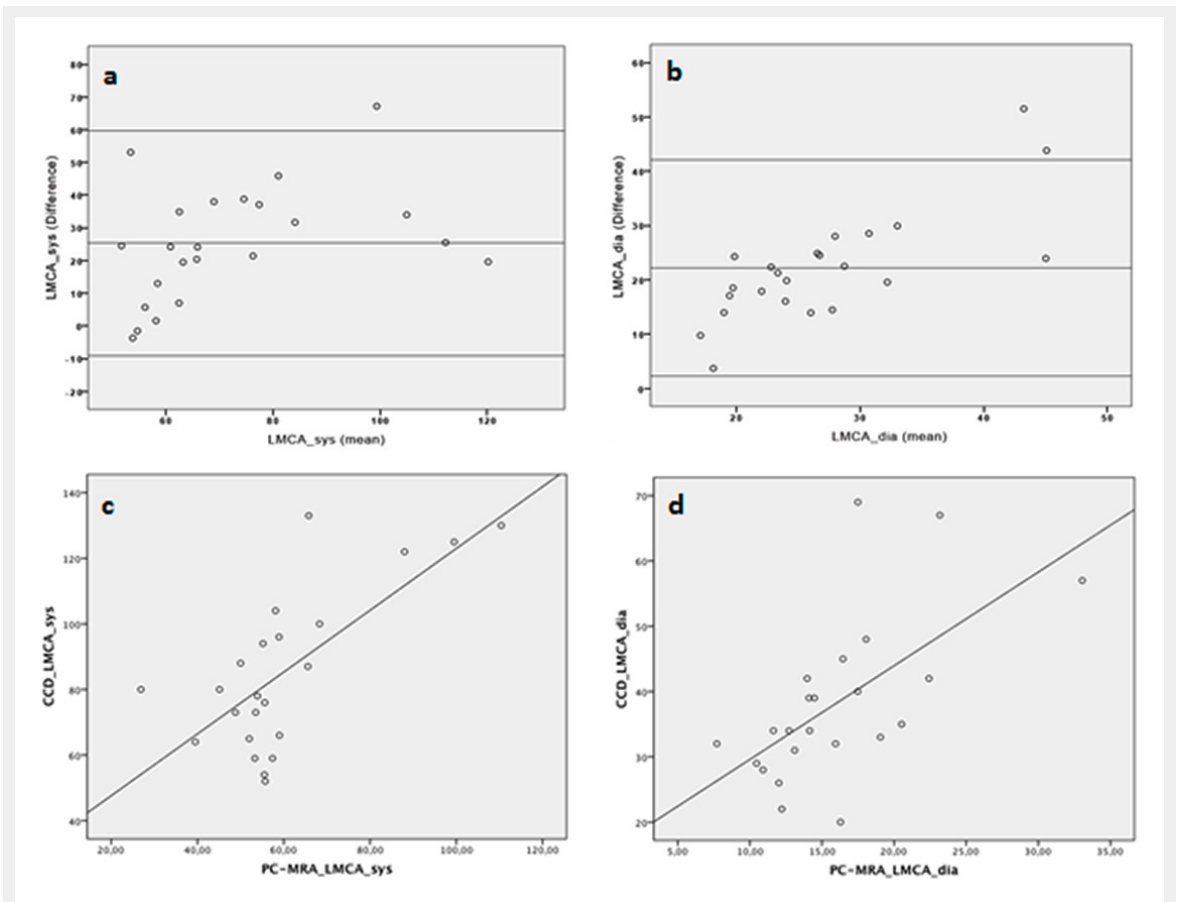 a
80
70
60
50
40
30
20
10
0
-10
-20
LMCA_sys (Difference)
60 80 100 120
LMCA_sys (mean)
b
60
50
40
30
20
10
0
LMCA_dia (Difference)
20 30 40 50
LMCA_dia (mean)
c
140
120
100
80
60
40
CCD_LMCA_sys
20,00 40,00 60,00 80,00 100,00 120,00
PC-MRA_LMCA_sys
d
70
60
50
40
30
20
CCD_LMCA_dia
5,00 10,00 15,00 20,00 25,00 30,00 35,00
PC-MRA_LMCA_dia